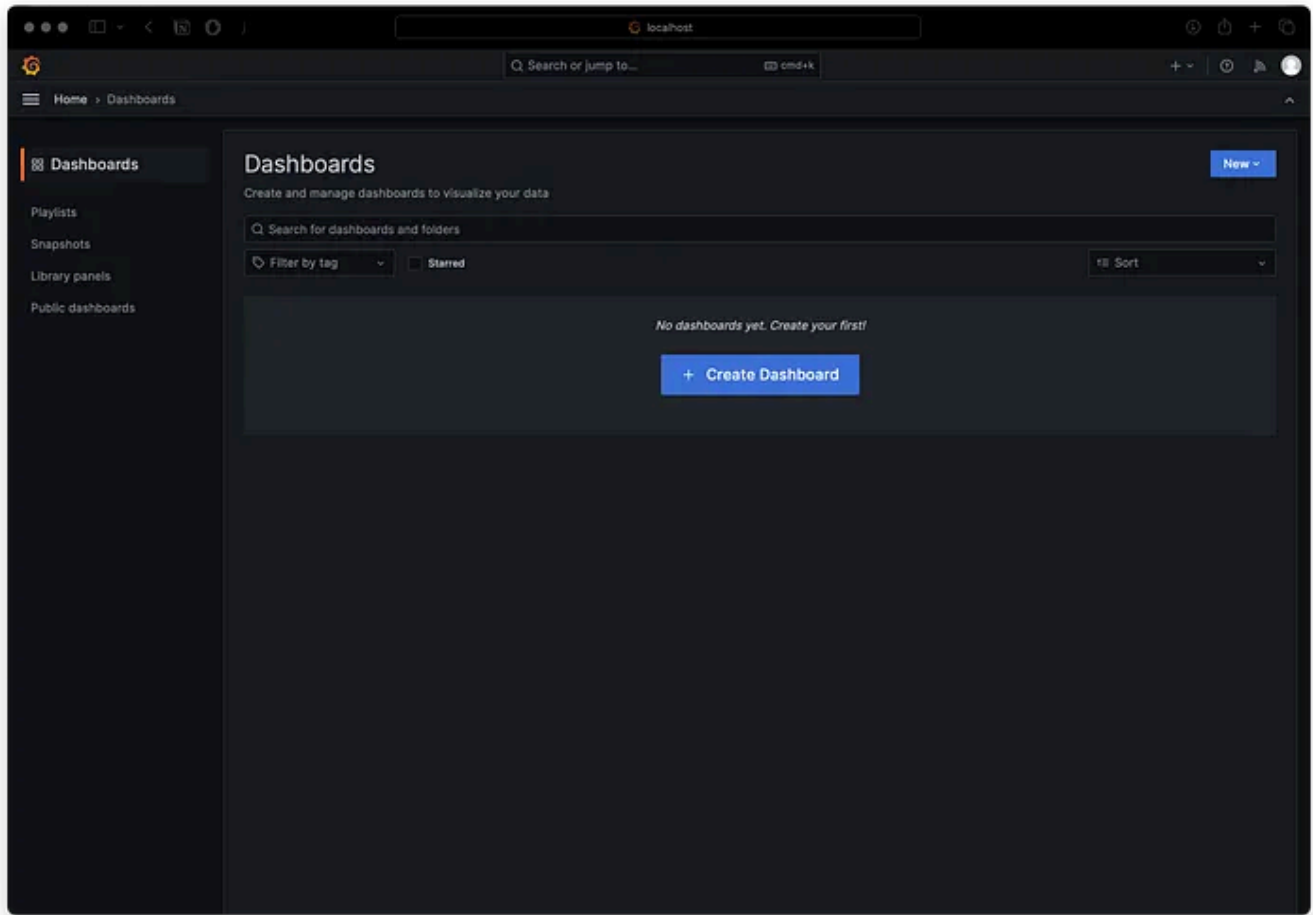 localhost
Search or jump to... cmd+k
Home › Dashboards
Dashboards
Playlists
Snapshots
Library panels
Public dashboards
Dashboards
New
Create and manage dashboards to visualize your data
Search for dashboards and folders
Filter by tag
Starred
Sort
No dashboards yet. Create your first!
+ Create Dashboard